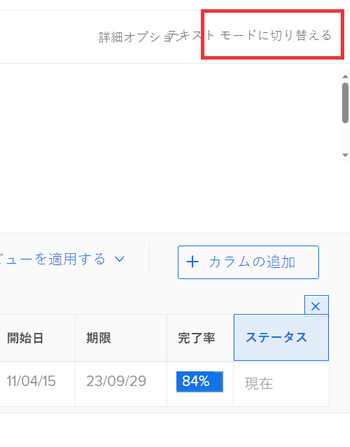 詳細オプション テキスト モードに切り替える
ビューを適用する
+ カラムの追加
×
開始日 期限 完了率 ステータス
11/04/15 23/09/29 84% 現在